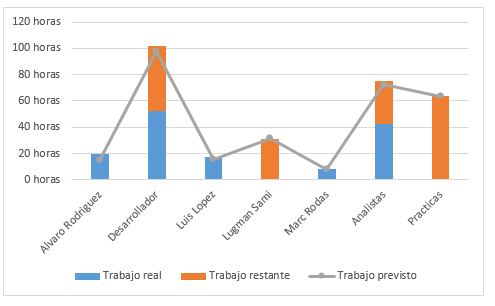 120 horas
100 horas
80 horas
60 horas
40 horas
20 horas
0 horas
Alvaro Rodriguez
Desarrollador
Luis Lopez
Lugman Sami
Marc Rodas
Analistas
Practicas
Trabajo real
Trabajo restante
Trabajo previsto